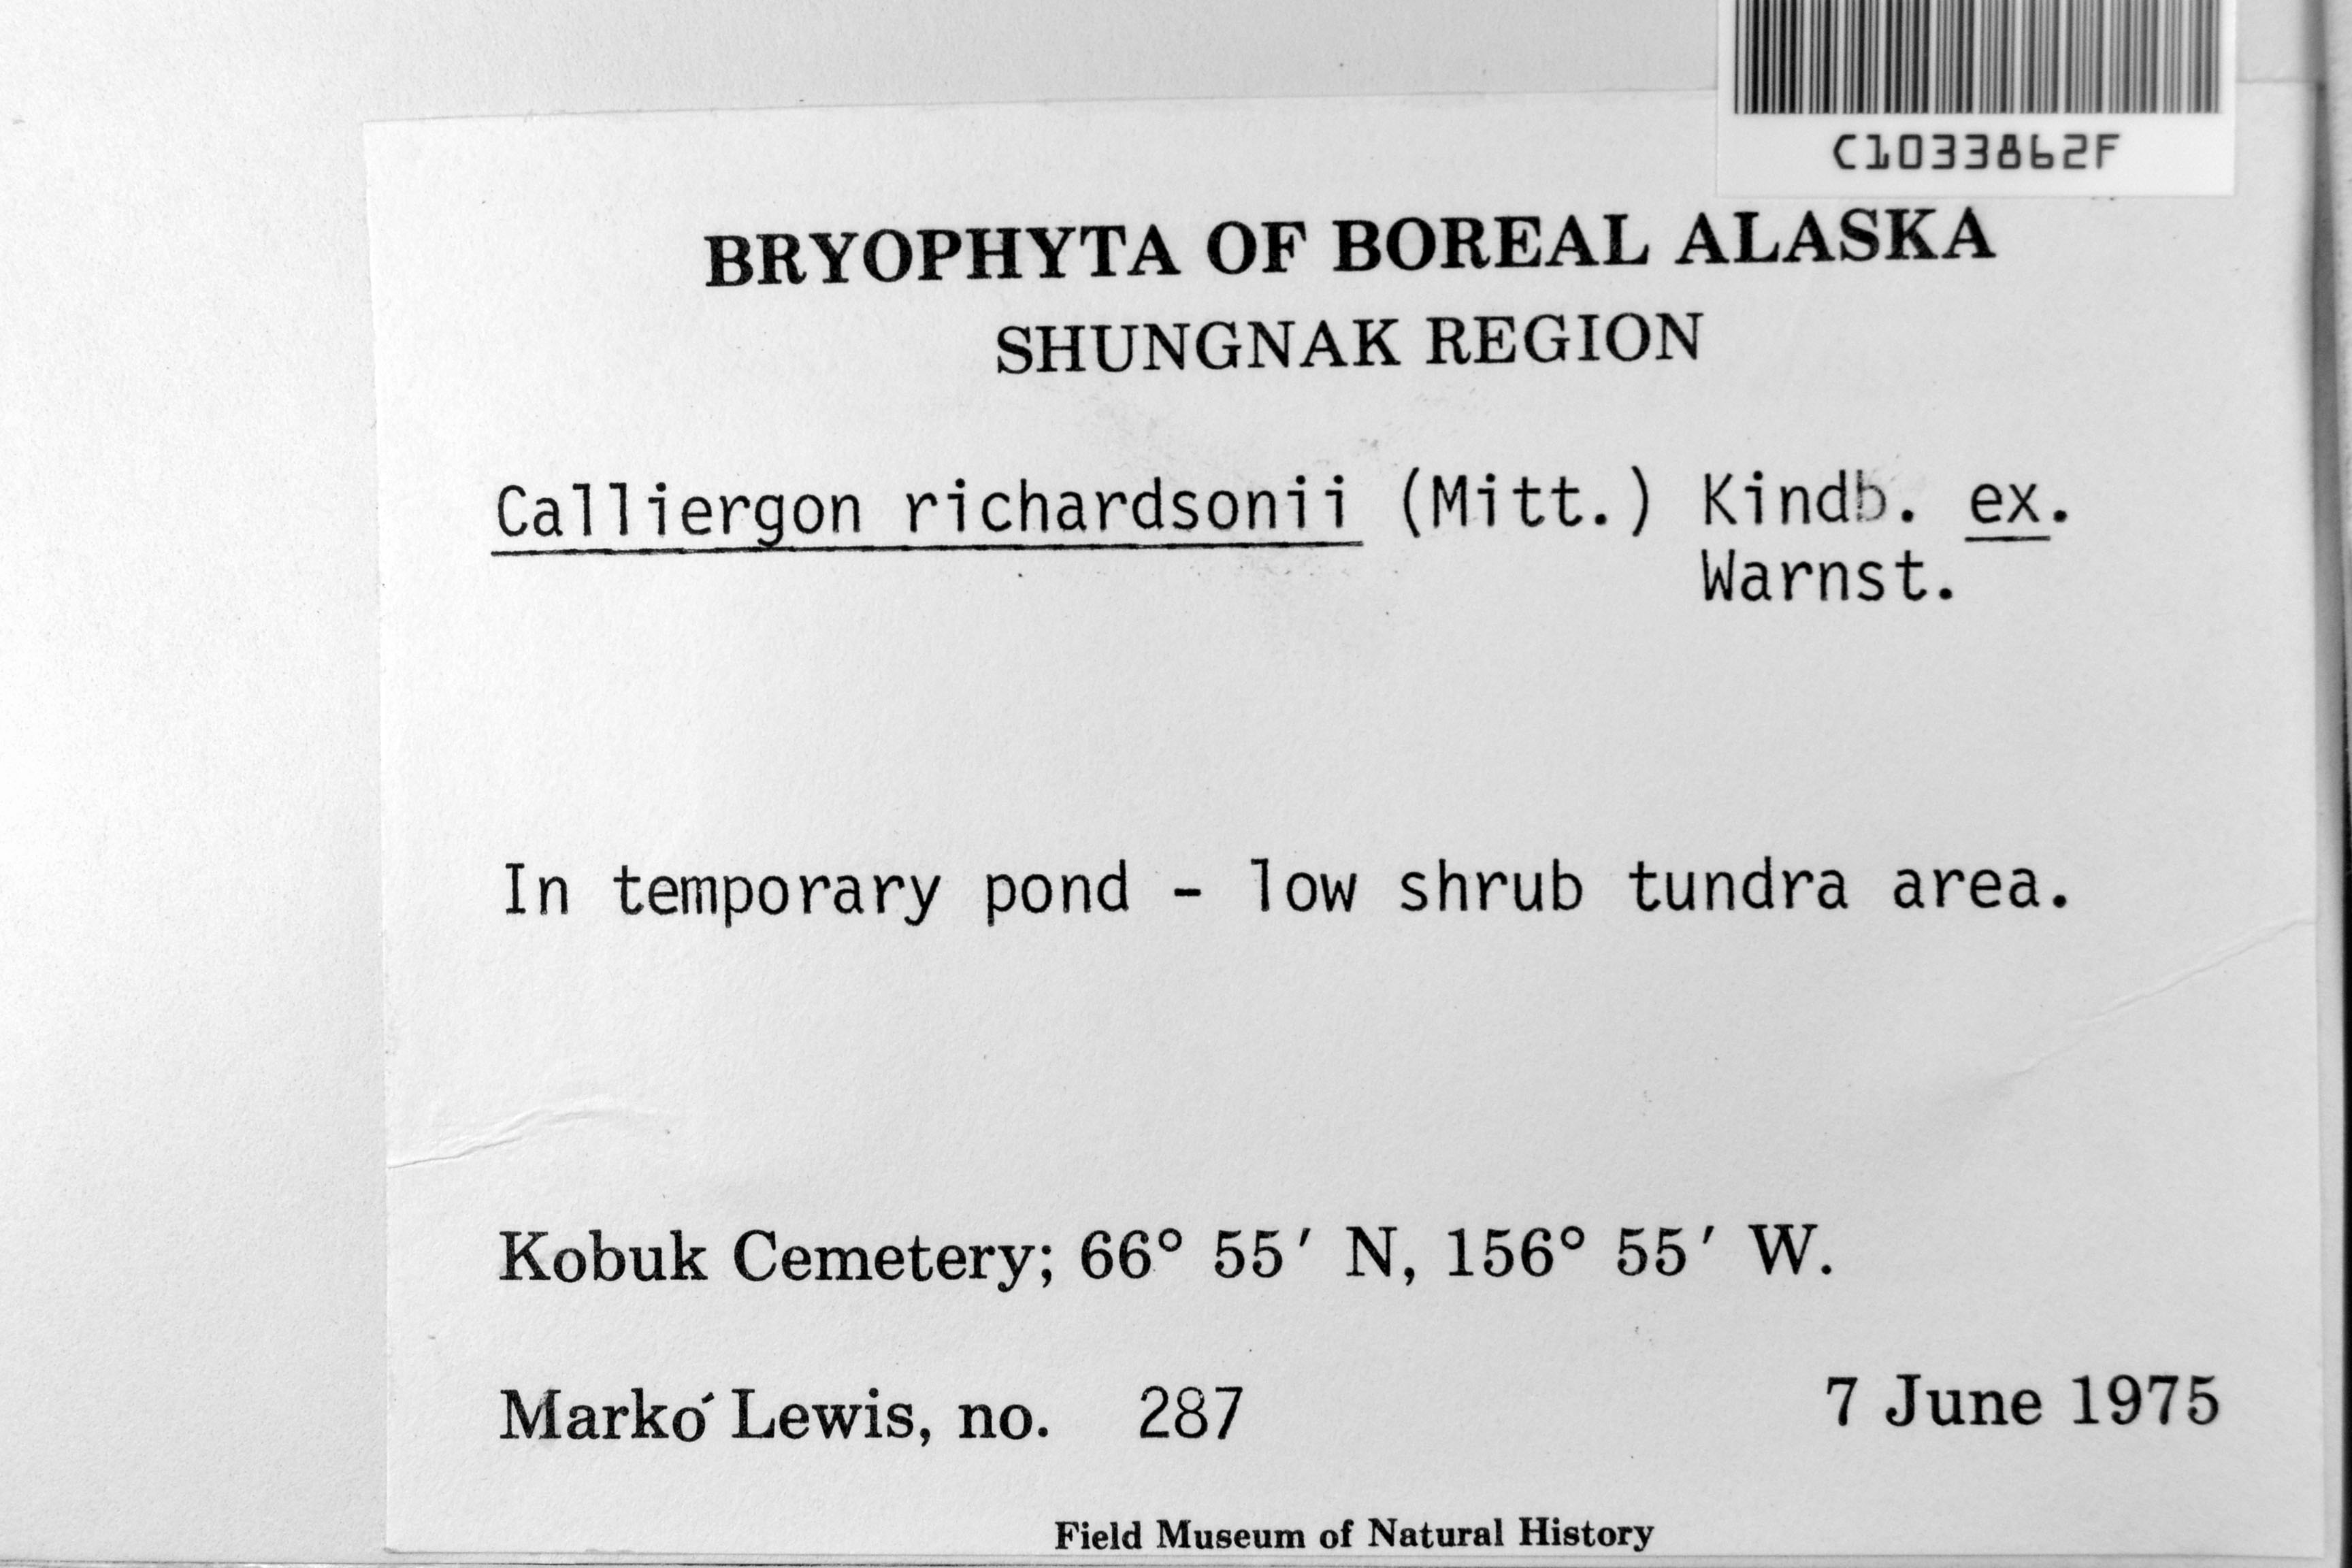 C1033862F
BRYOPHYTA OF BOREAL ALASKA
SHUNGNAK REGION
Calliergon richardsonii (Mitt.) Kindb. ex.
Warnst.
In temporary pond - low shrub tundra area.
Kobuk Cemetery; 66° 55′ N, 156° 55′ W.
Markó Lewis, no. 287 7 June 1975
Field Museum of Natural History